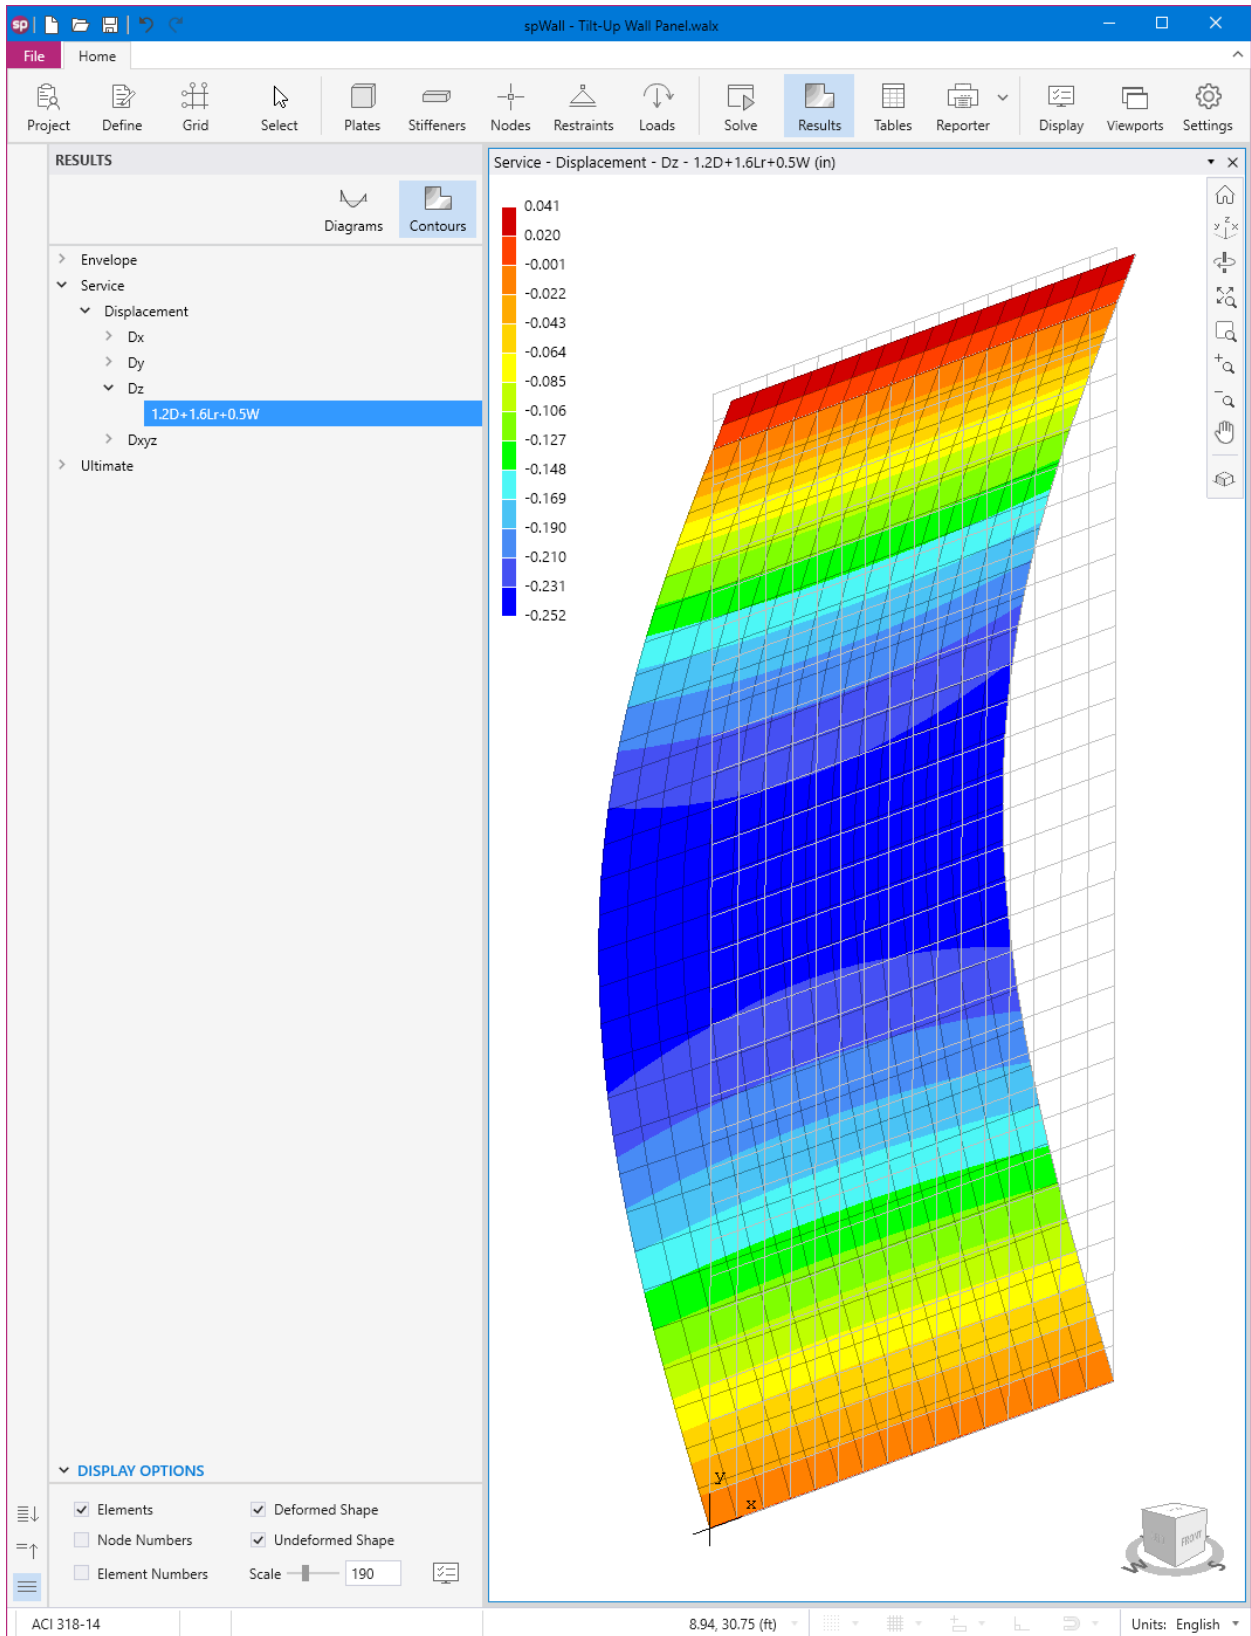 sp
spWall - Tilt-Up Wall Panel.walx
File Home
Project Define Grid Select Plates Stiffeners Nodes Restraints Loads Solve Results Tables Reporter Display Viewports Settings
RESULTS
Diagrams Contours
Envelope
Service
Displacement
Dx
Dy
Dz
1.2D+1.6Lr+0.5W
Dxyz
Ultimate
Service - Displacement - Dz - 1.2D+1.6Lr+0.5W (in)
0.041
0.020
-0.001
-0.022
-0.043
-0.064
-0.085
-0.106
-0.127
-0.148
-0.169
-0.190
-0.210
-0.231
-0.252
z
y x
y
x
FRONT
W S
DISPLAY OPTIONS
Elements Deformed Shape
Node Numbers Undeformed Shape
Element Numbers Scale 190
ACI 318-14 8.94, 30.75 (ft) Units: English